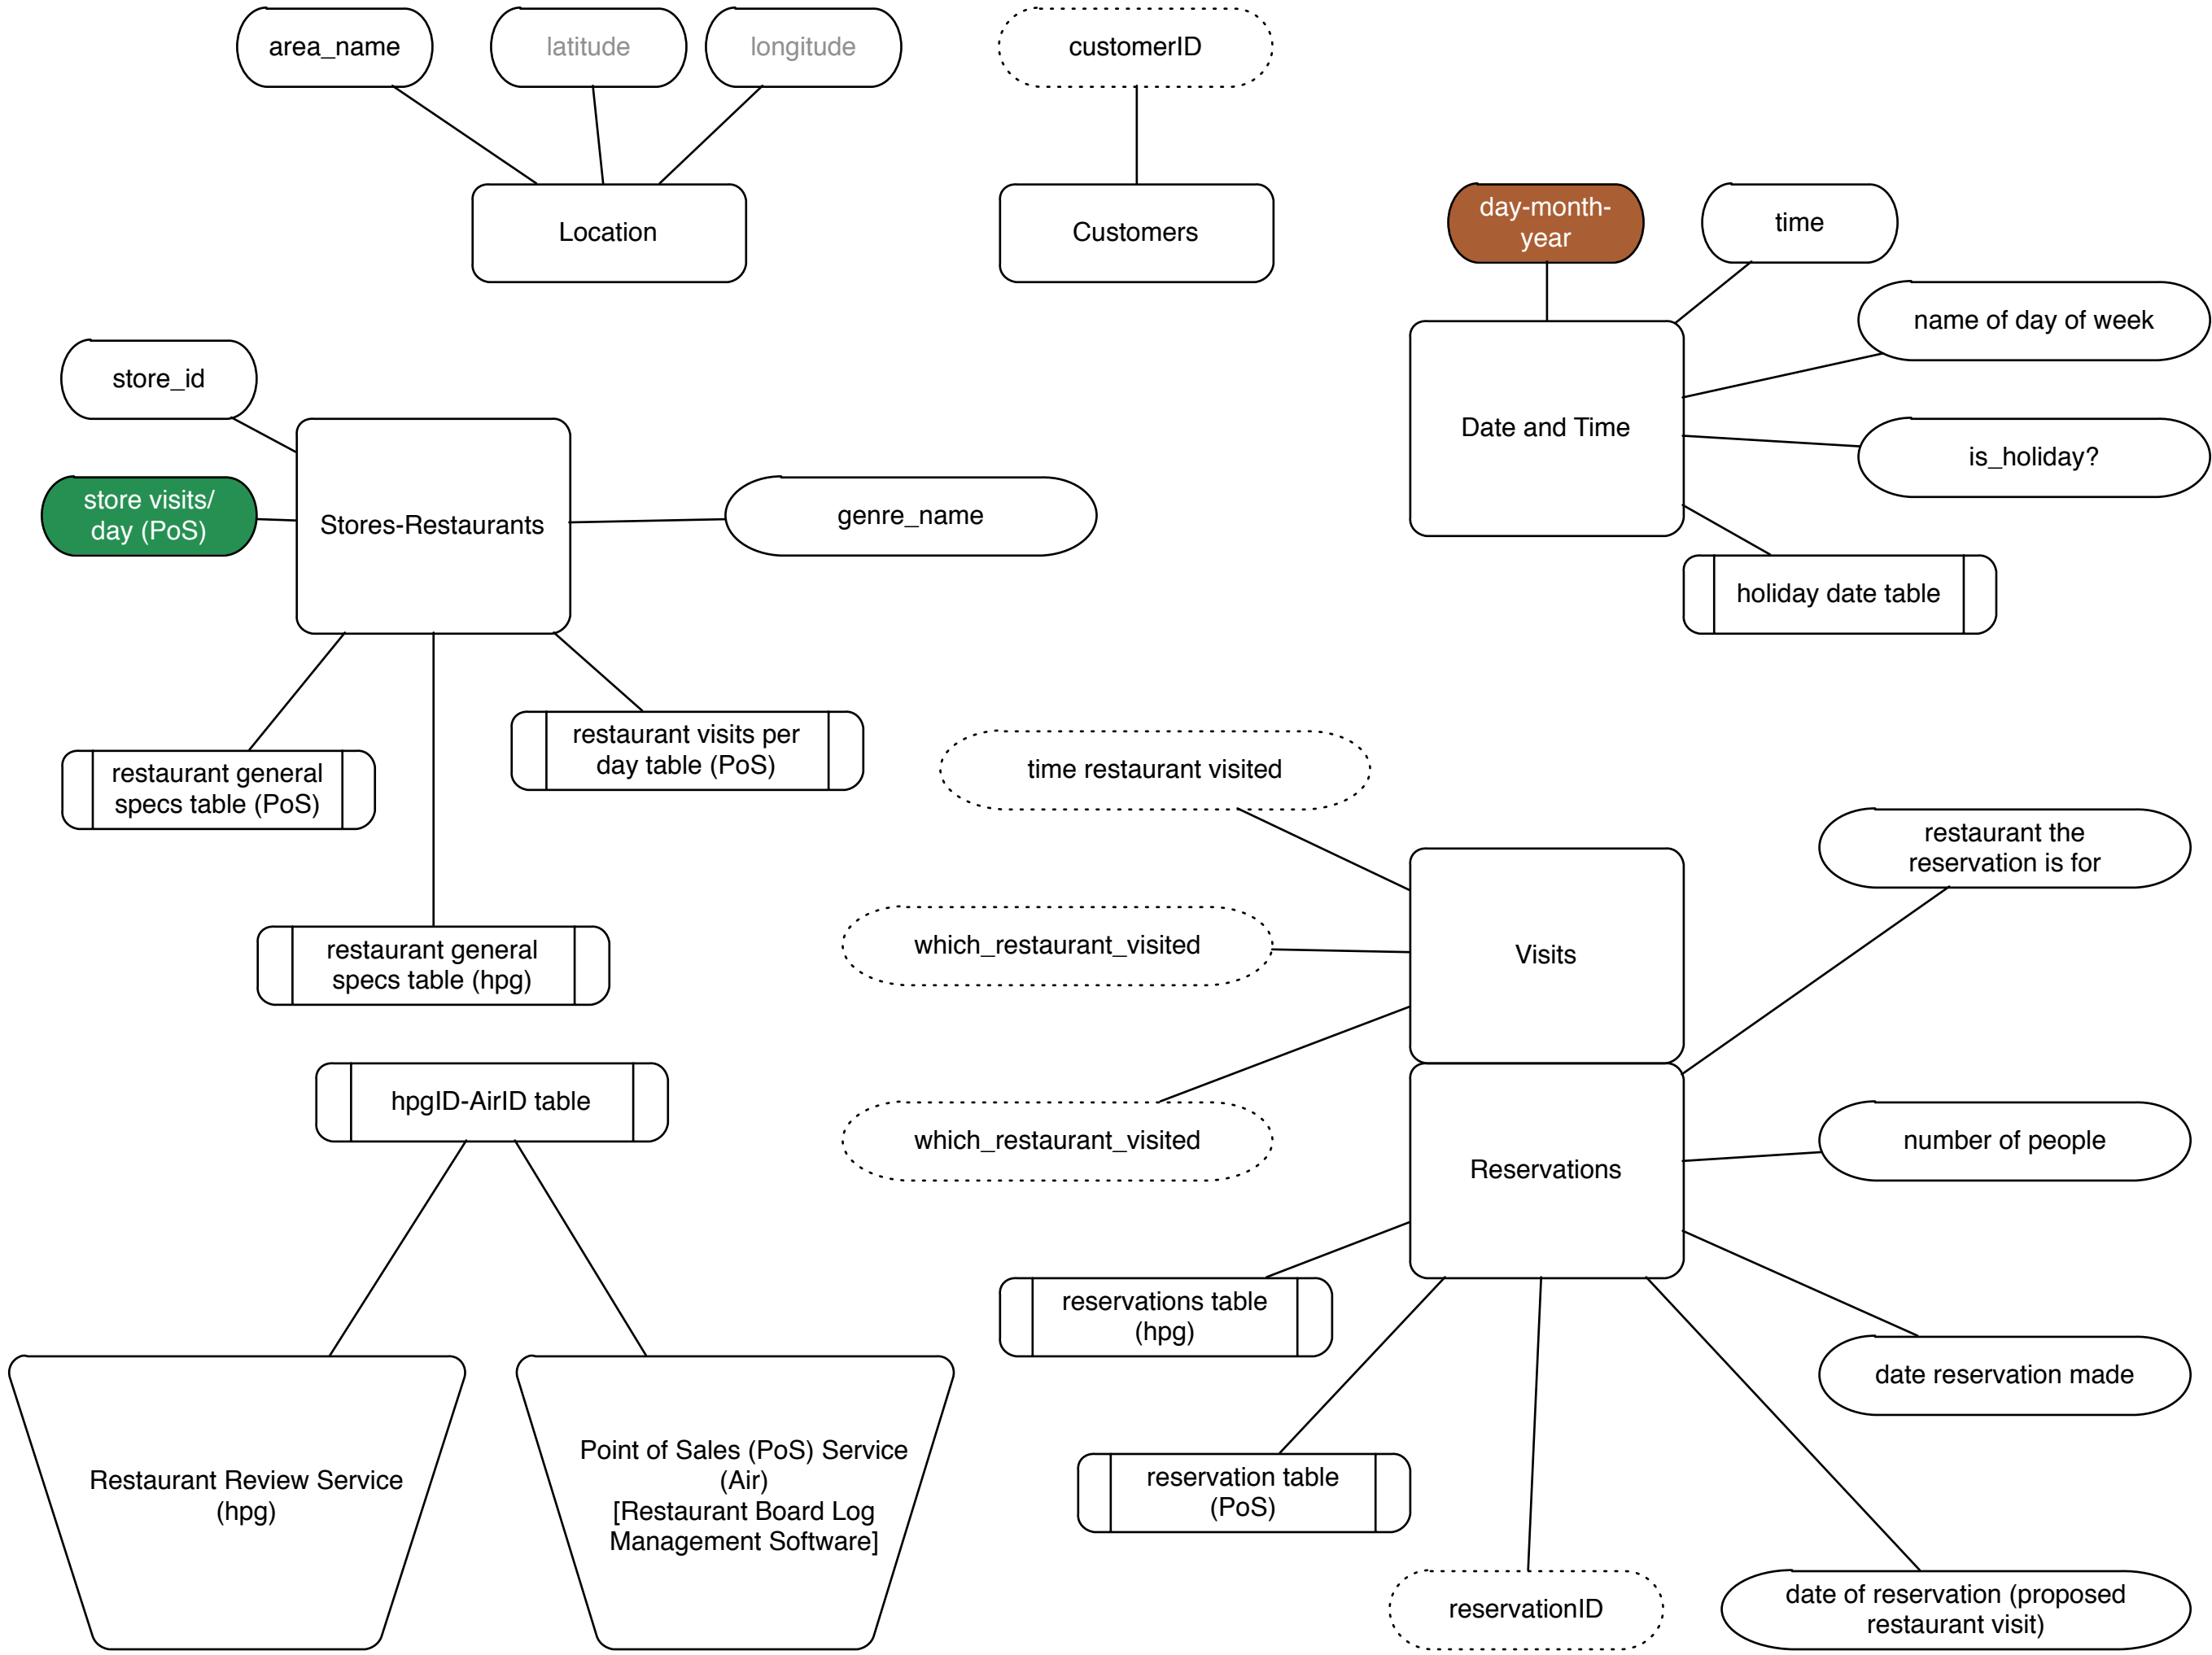 area_name
latitude
longitude
customerID
Location
Customers
day-month-
year
time
name of day of week
store_id
Date and Time
is_holiday?
store visits/
day (PoS)
Stores-Restaurants
genre_name
holiday date table
restaurant general
specs table (PoS)
restaurant visits per
day table (PoS)
time restaurant visited
restaurant the
reservation is for
restaurant general
specs table (hpg)
which_restaurant_visited
Visits
hpgID-AirID table
which_restaurant_visited
Reservations
number of people
reservations table
(hpg)
date reservation made
Restaurant Review Service
(hpg)
Point of Sales (PoS) Service
(Air)
[Restaurant Board Log
Management Software]
reservation table
(PoS)
reservationID
date of reservation (proposed
restaurant visit)